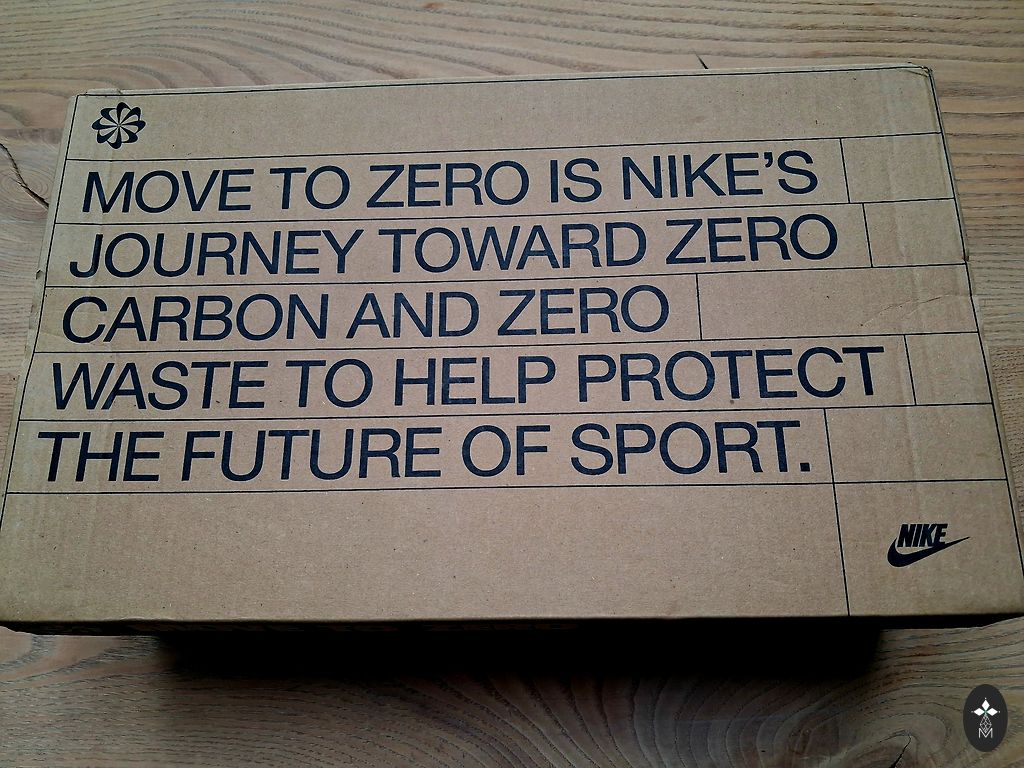 MOVE TO ZERO IS NIKE’S
JOURNEY TOWARD ZERO
CARBON AND ZERO
WASTE TO HELP PROTECT
THE FUTURE OF SPORT.
NIKE
M